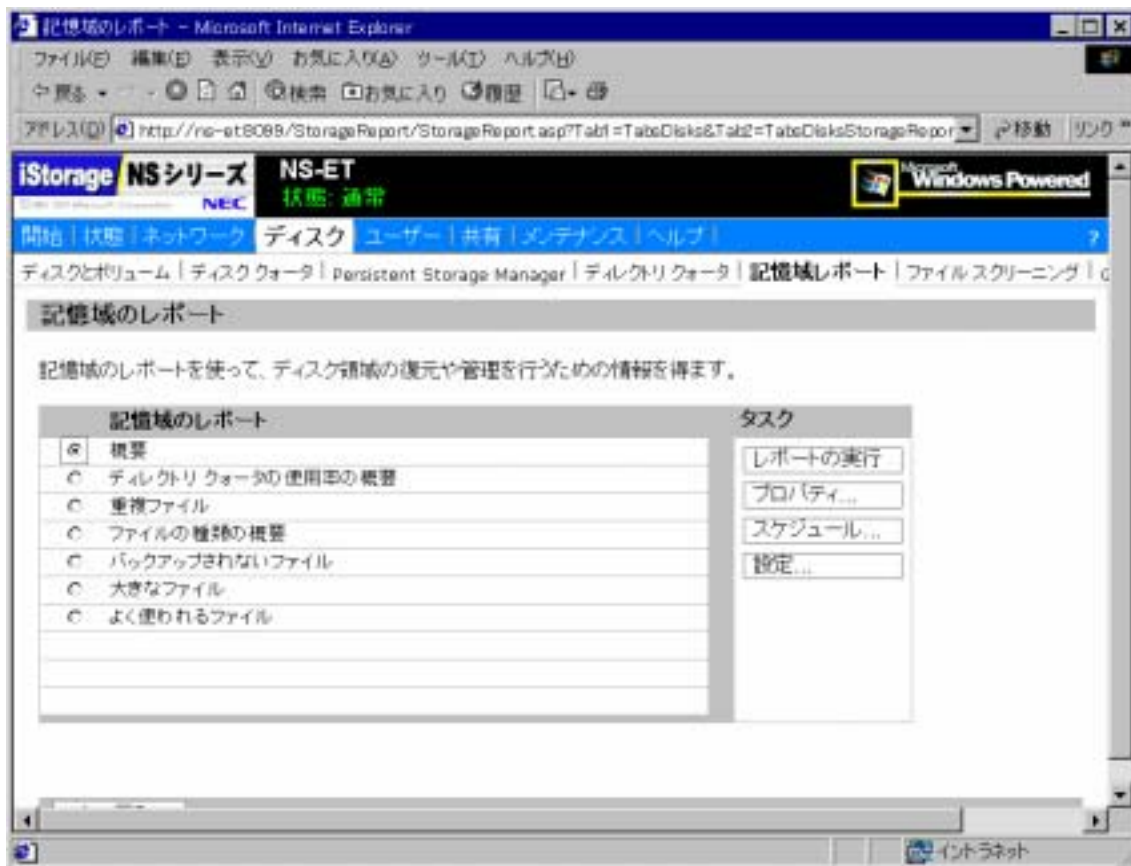 記憶域のレポート - Microsoft Internet Explorer
ファイル(F) 編集(E) 表示(V) お気に入り(A) ツール(T) ヘルプ(H)
戻る 検索 お気に入り 履歴
アドレス(D) http://ns-et:8099/StorageReport/StorageReport.asp?Tab1=TabsDisks&Tab2=TabsDisksStorageRepor 移動 リンク »
iStorage NSシリーズ NS-ET Microsoft Windows Powered
NEC 状態: 通常
開始 | 状態 | ネットワーク | ディスク | ユーザー | 共有 | メンテナンス | ヘルプ | ?
ディスクとボリューム | ディスク クォータ | Persistent Storage Manager | ディレクトリ クォータ | 記憶域レポート | ファイル スクリーニング |
記憶域のレポート
記憶域のレポートを使って、ディスク領域の復元や管理を行うための情報を得ます。
記憶域のレポート
概要
ディレクトリ クォータの使用率の概要
重複ファイル
ファイルの種類の概要
バックアップされないファイル
大きなファイル
よく使われるファイル
タスク
レポートの実行
プロパティ...
スケジュール...
設定...
イントラネット